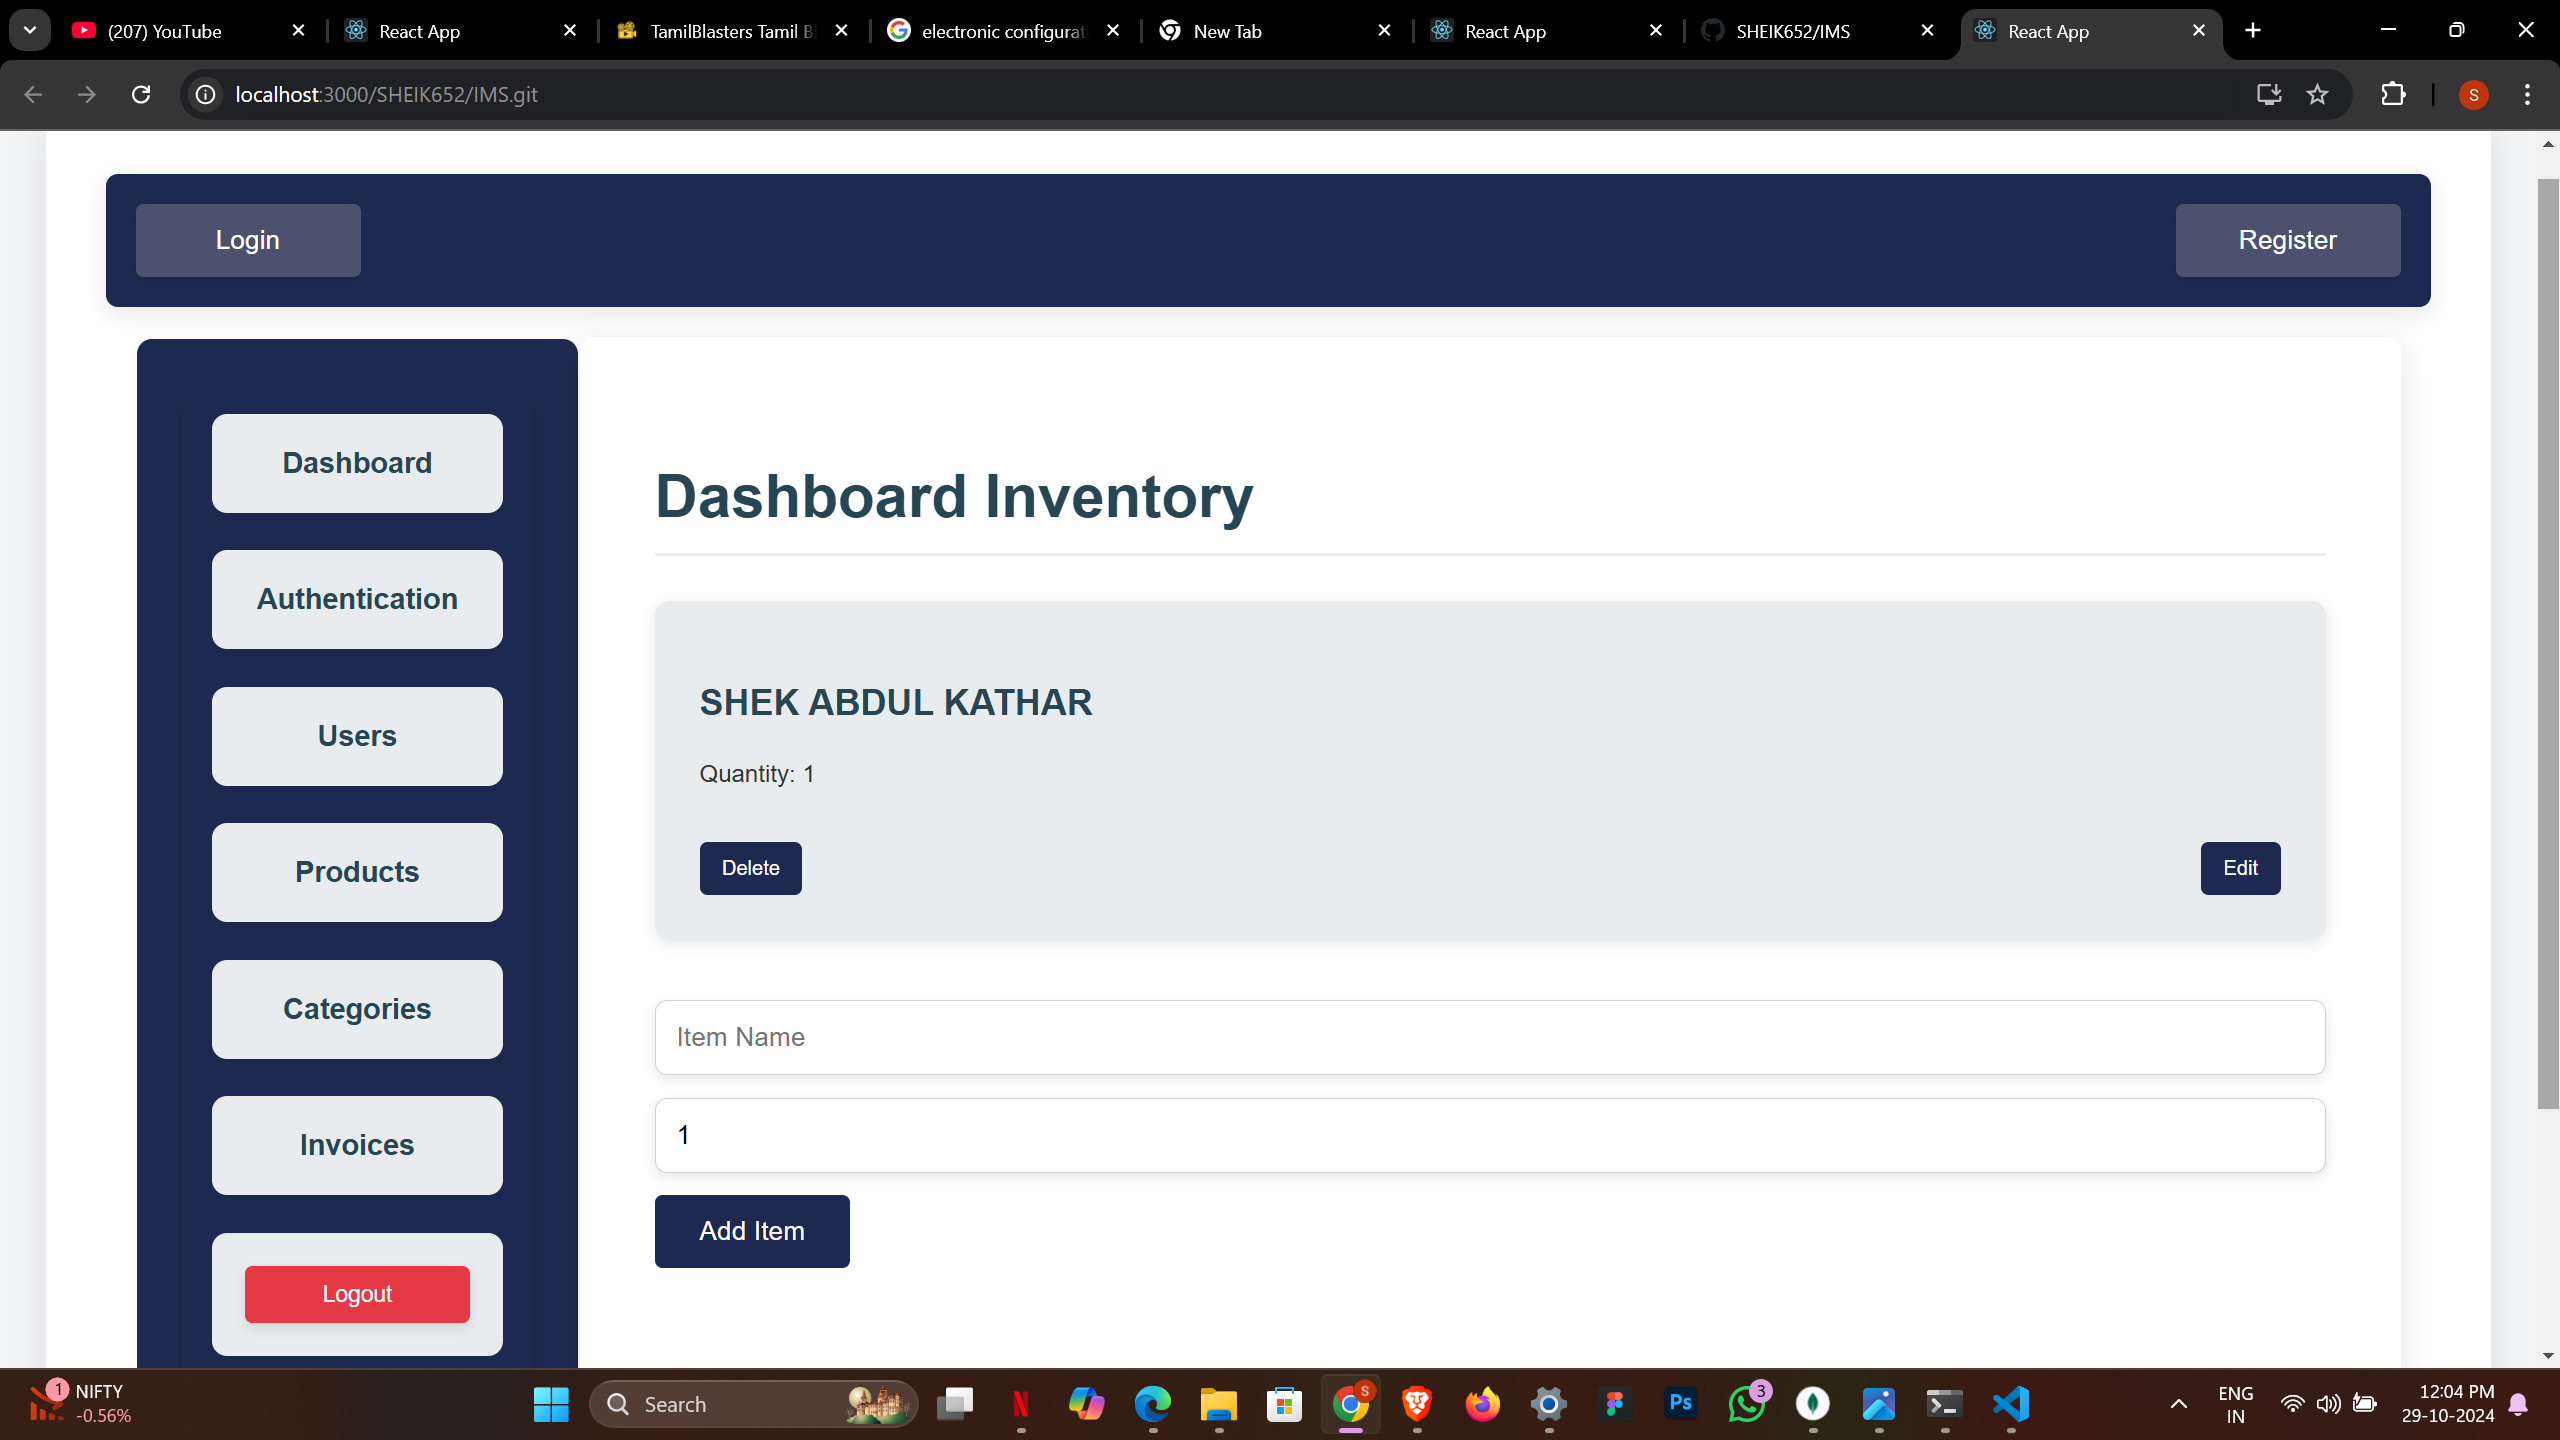 (207) YouTube
React App
TamilBlasters Tamil B
electronic configurat
New Tab
React App
SHEIK652/IMS
React App
localhost:3000/SHEIK652/IMS.git
S
Login
Register
Dashboard
Authentication
Users
Products
Categories
Invoices
Logout
Dashboard Inventory
SHEK ABDUL KATHAR
Quantity: 1
Delete
Edit
Item Name
1
Add Item
1
NIFTY
-0.56%
Search
N
S
Ps
3
ENG
IN
12:04 PM
29-10-2024